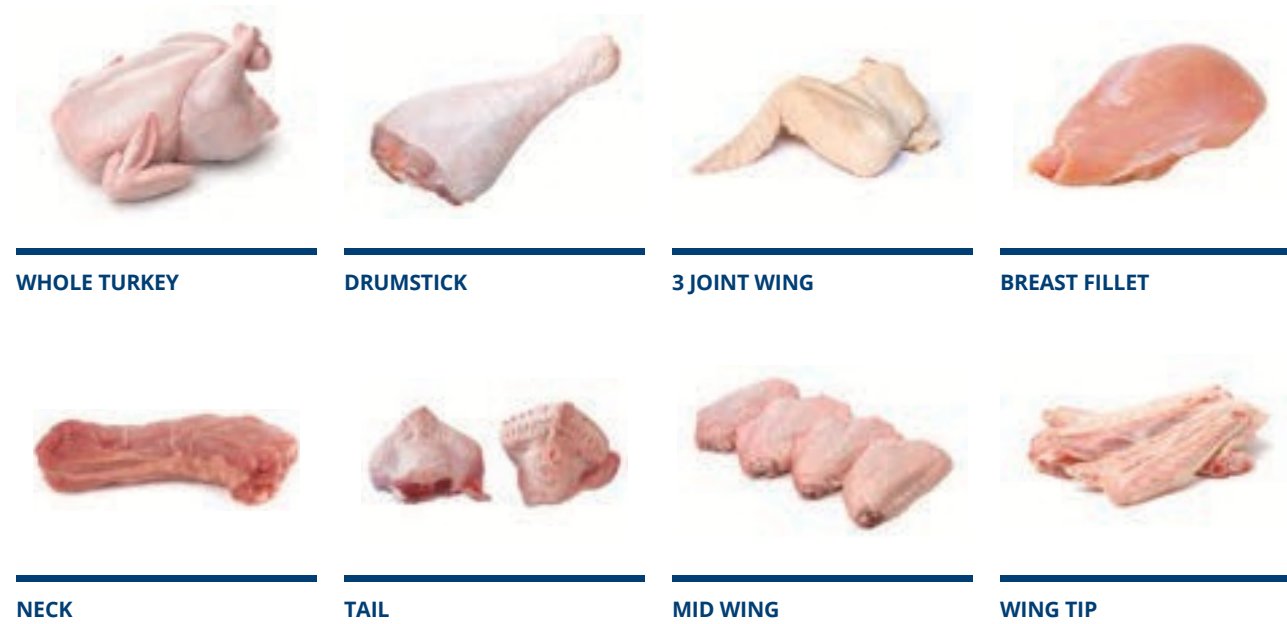 WHOLE TURKEY
DRUMSTICK
3 JOINT WING
BREAST FILLET
NECK
TAIL
MID WING
WING TIP